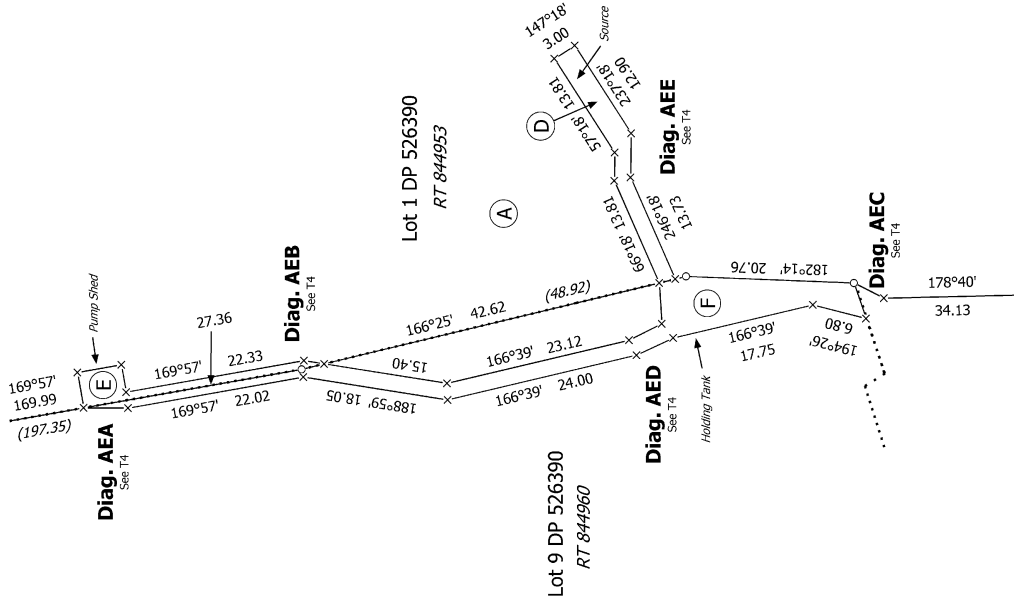 147°18'
3.00
Source
57°18' 13.81
237°18'
12.90
D
Diag. AEE
See T4
Lot 1 DP 526390
RT 844953
A
66°18' 13.81
246°18'
13.73
Diag. AEB
See T4
Pump Shed
27.36
166°25' 42.62 (48.92)
182°14' 20.76
Diag. AEC
See T4
178°40'
34.13
F
169°57'
169.99
(197.35)
E
169°57' 22.33
169°57' 22.02
15.40
188°59' 18.05
166°39' 23.12
166°39' 24.00
166°39'
17.75
194°26'
6.80
Diag. AEA
See T4
Diag. AED
See T4
Holding Tank
Lot 9 DP 526390
RT 844960